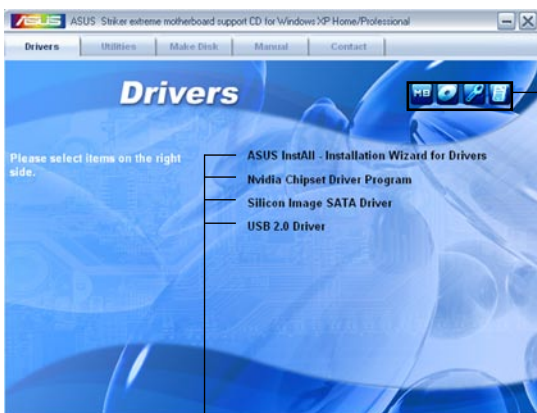 ASUS Striker extreme motherboard support CD for Windows XP Home/Professional
Drivers Utilities Make Disk Manual Contact
Drivers
MB
Please select items on the right
side.
ASUS InstAll - Installation Wizard for Drivers
Nvidia Chipset Driver Program
Silicon Image SATA Driver
USB 2.0 Driver